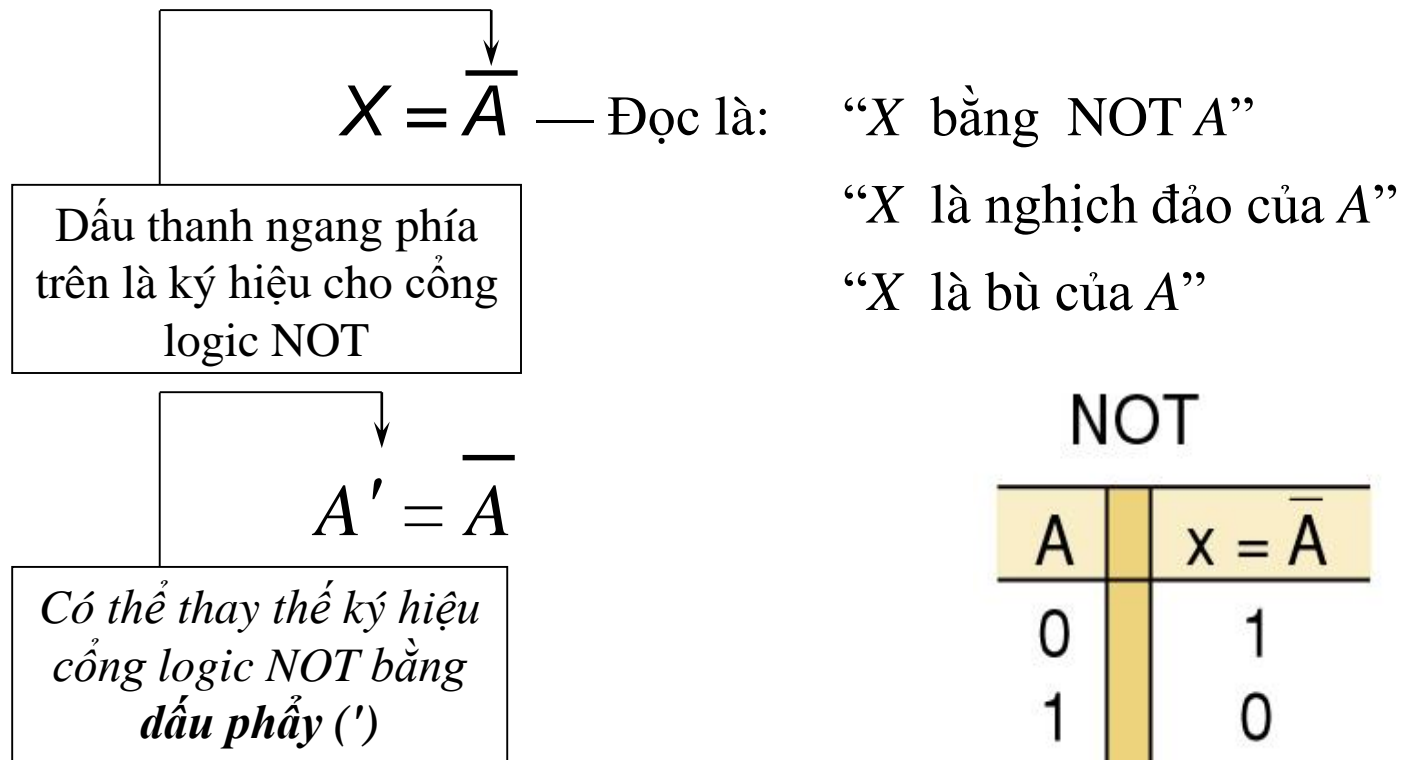 X = A̅ — Đọc là: “X bằng NOT A”
“X là nghịch đảo của A”
“X là bù của A”
Dấu thanh ngang phía
trên là ký hiệu cho cổng
logic NOT
A' = A̅
Có thể thay thế ký hiệu
cổng logic NOT bằng
dấu phẩy (')
NOT
A x = A̅
0 1
1 0